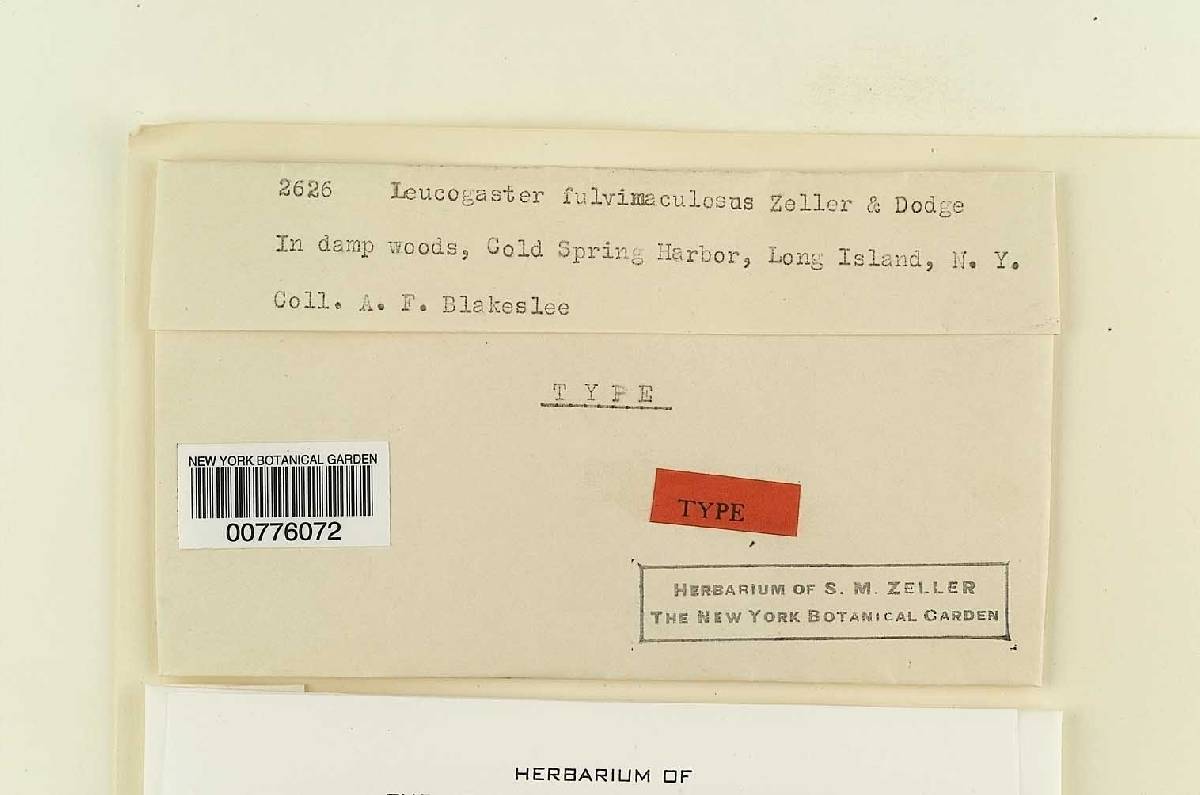 2626 Leucogaster fulvimaculosus Zeller & Dodge
In damp woods, Cold Spring Harbor, Long Island, N. Y.
Coll. A. F. Blakeslee
TYPE
NEW YORK BOTANICAL GARDEN
00776072
TYPE
HERBARIUM OF S. M. ZELLER
THE NEW YORK BOTANICAL GARDEN
HERBARIUM OF